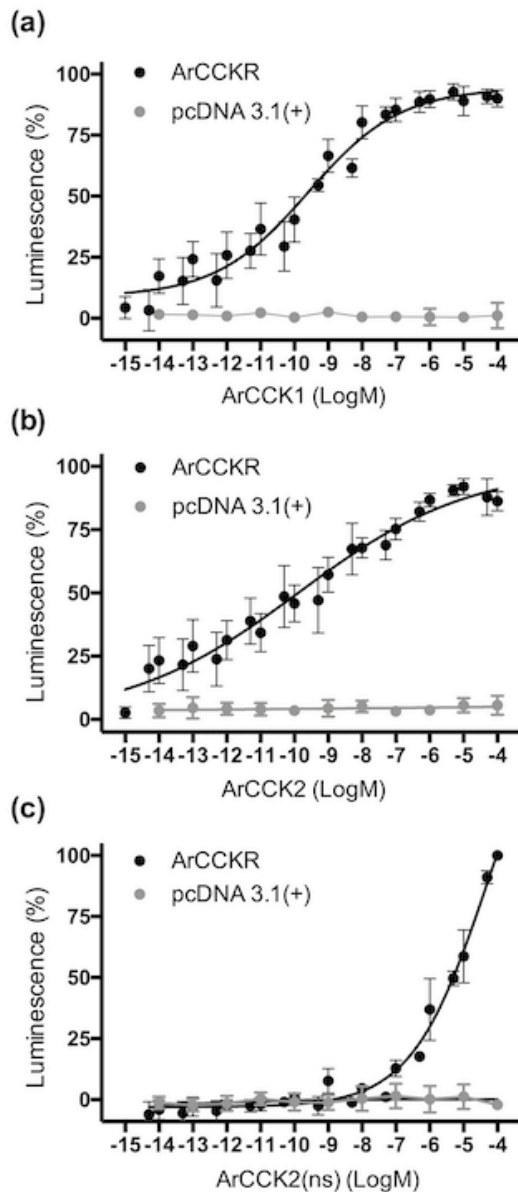 (a)
100
75
50
25
0
Luminescence (%)
ArCCKR
pcDNA 3.1(+)
-15 -14 -13 -12 -11 -10 -9 -8 -7 -6 -5 -4
ArCCK1 (LogM)
(b)
100
75
50
25
0
Luminescence (%)
ArCCKR
pcDNA 3.1(+)
-15 -14 -13 -12 -11 -10 -9 -8 -7 -6 -5 -4
ArCCK2 (LogM)
(c)
100
75
50
25
0
Luminescence (%)
ArCCKR
pcDNA 3.1(+)
-15 -14 -13 -12 -11 -10 -9 -8 -7 -6 -5 -4
ArCCK2(ns) (LogM)